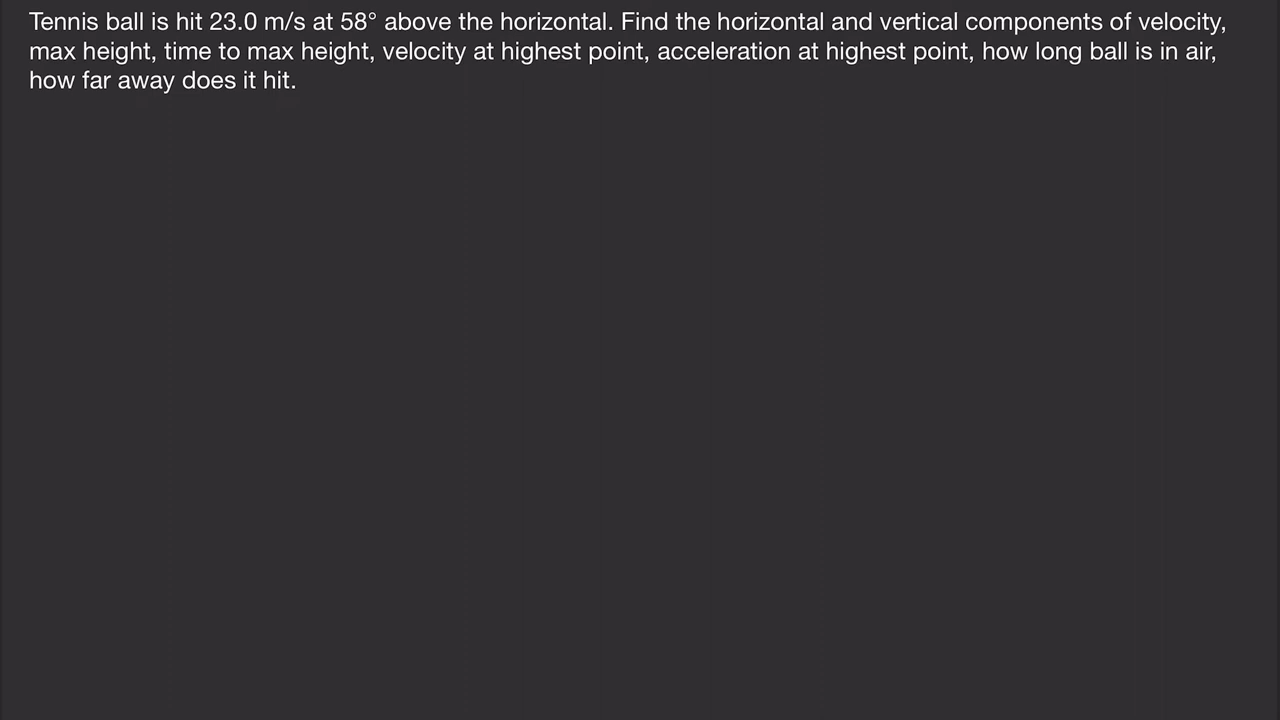 Tennis ball is hit 23.0 m/s at 58° above the horizontal. Find the horizontal and vertical components of velocity,
max height, time to max height, velocity at highest point, acceleration at highest point, how long ball is in air,
how far away does it hit.